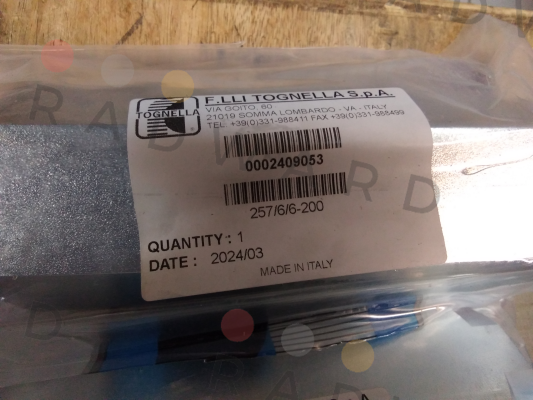 F.LLI TOGNELLA S.p.A.
VIA GOITO, 60
21019 SOMMA LOMBARDO - VA - ITALY
TEL. +39(0)331-988411 FAX +39(0)331-988499
TOGNELLA
0002409053
257/6/6-200
QUANTITY : 1
DATE : 2024/03
MADE IN ITALY